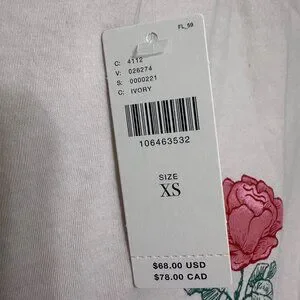 FL_59
C: 4112
V: 026274
S: 0000221
C: IVORY
106463532
SIZE
XS
$68.00 USD
$78.00 CAD